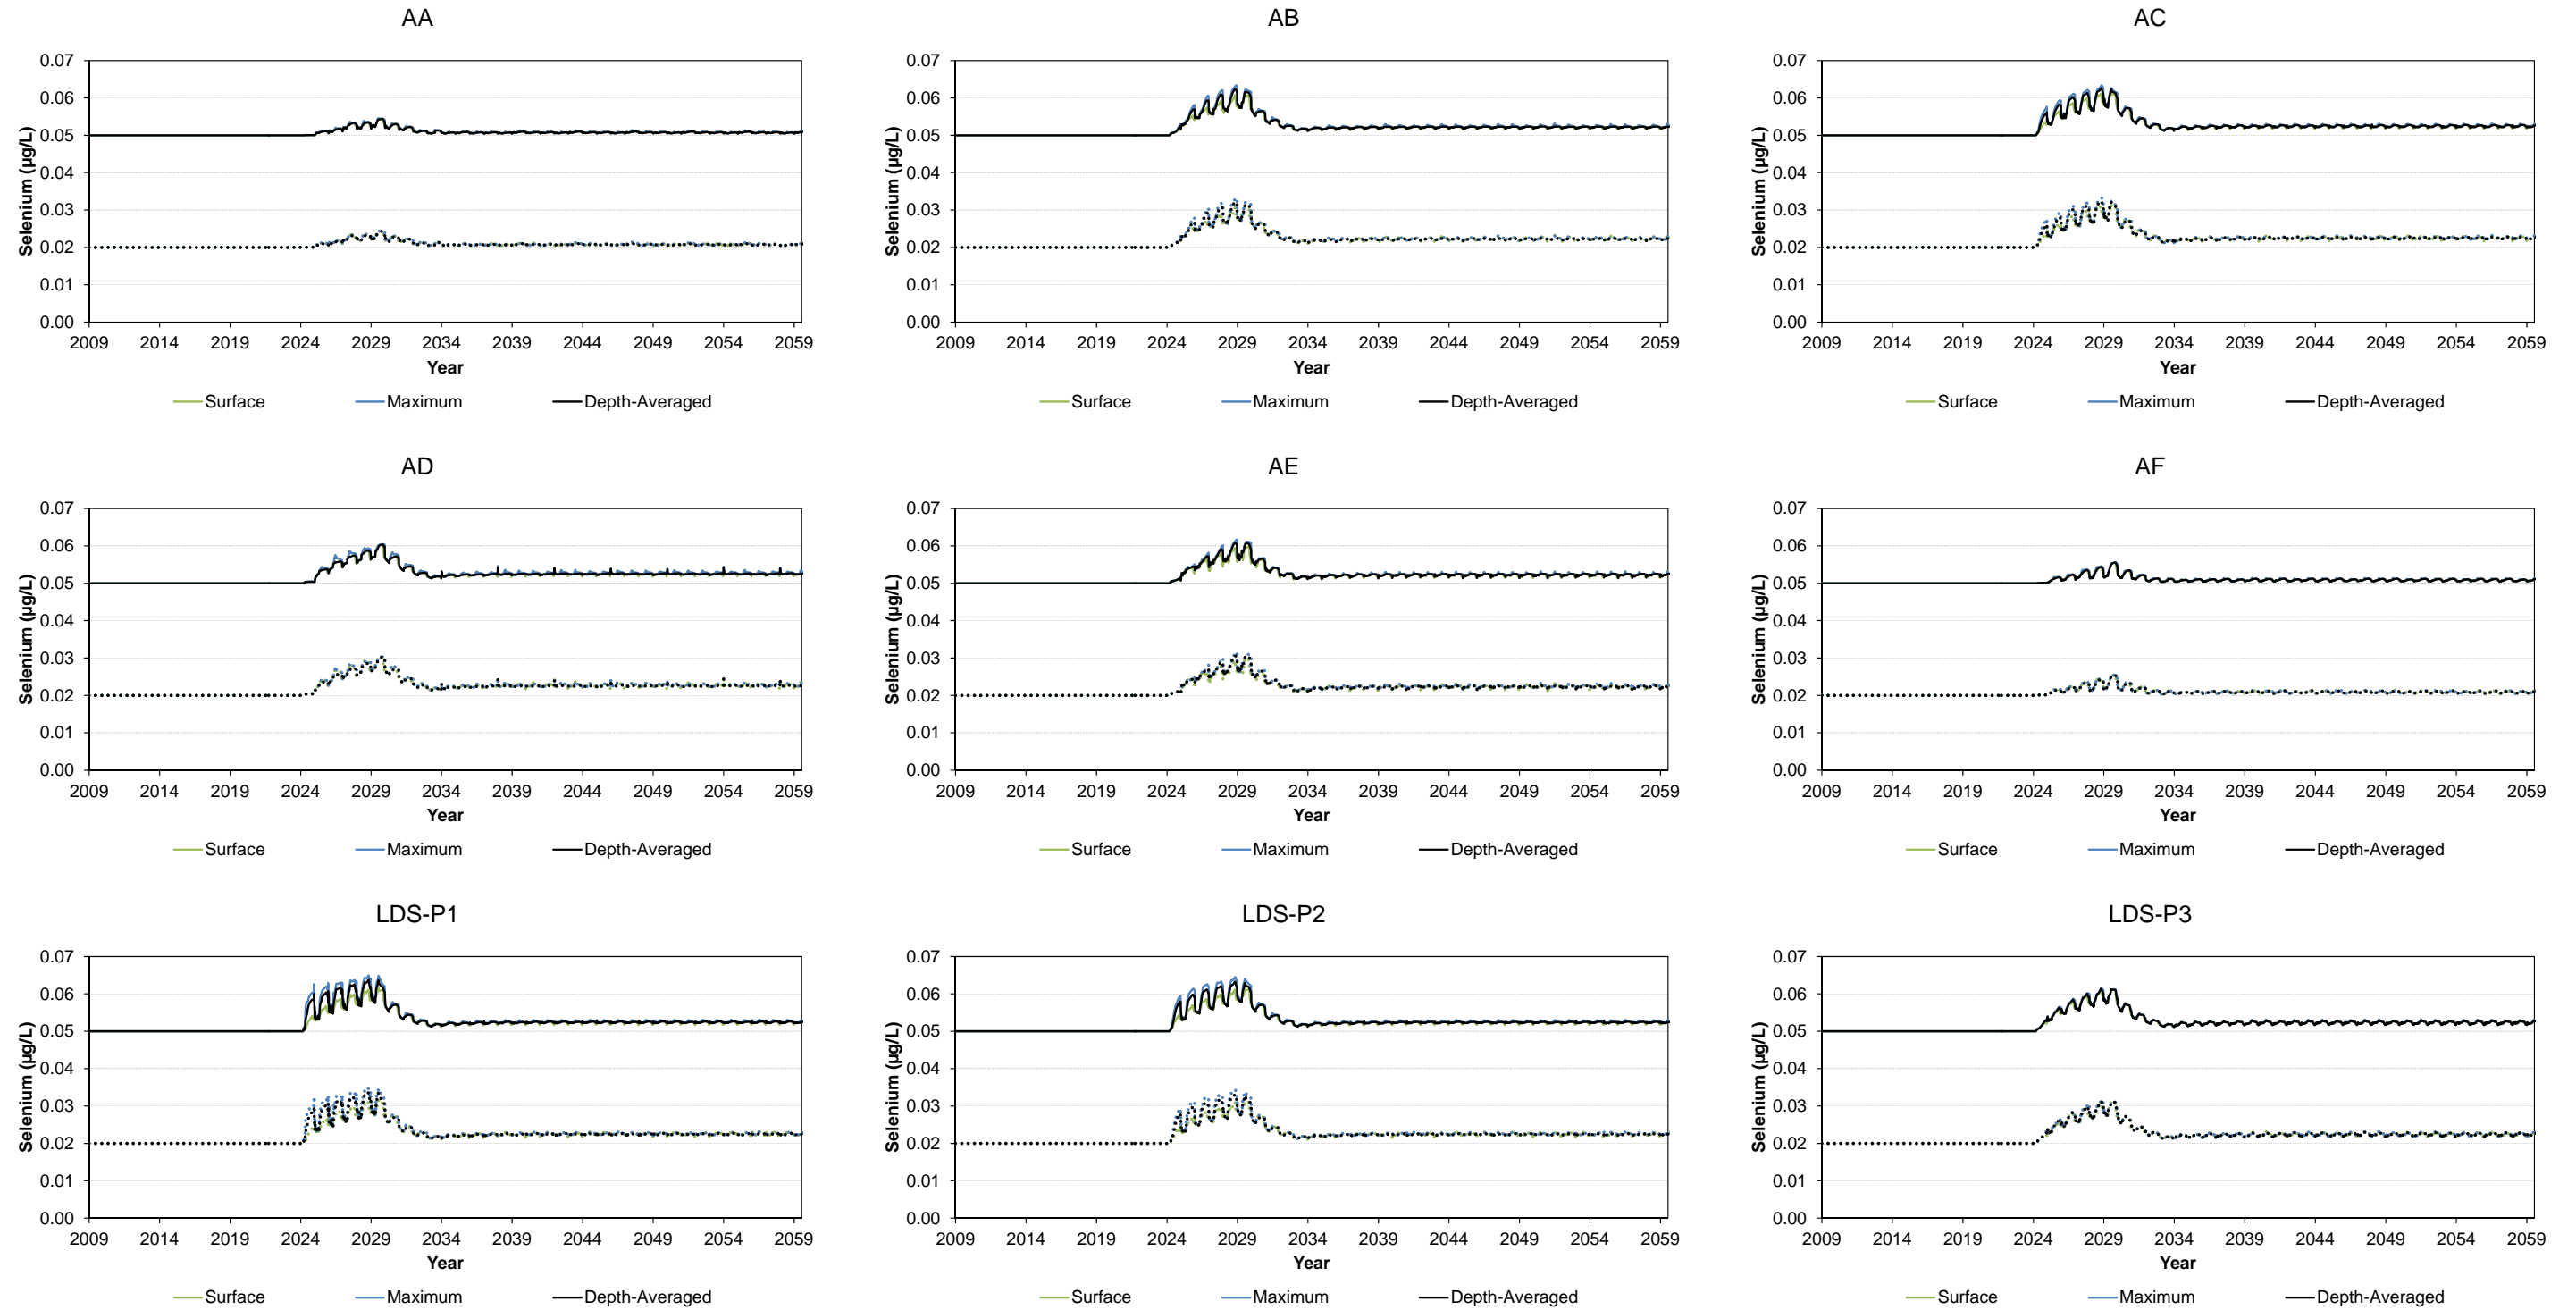 AA AB AC
0.07 0.07 0.07
0.06 0.06 0.06
0.05 0.05 0.05
0.04 0.04 0.04
0.03 0.03 0.03
0.02 0.02 0.02
0.01 0.01 0.01
0.00 0.00 0.00
Selenium (µg/L) Selenium (µg/L) Selenium (µg/L)
2009 2014 2019 2024 2029 2034 2039 2044 2049 2054 2059 2009 2014 2019 2024 2029 2034 2039 2044 2049 2054 2059 2009 2014 2019 2024 2029 2034 2039 2044 2049 2054 2059
Year Year Year
Surface Maximum Depth-Averaged Surface Maximum Depth-Averaged Surface Maximum Depth-Averaged
AD AE AF
0.07 0.07 0.07
0.06 0.06 0.06
0.05 0.05 0.05
0.04 0.04 0.04
0.03 0.03 0.03
0.02 0.02 0.02
0.01 0.01 0.01
0.00 0.00 0.00
Selenium (µg/L) Selenium (µg/L) Selenium (µg/L)
2009 2014 2019 2024 2029 2034 2039 2044 2049 2054 2059 2009 2014 2019 2024 2029 2034 2039 2044 2049 2054 2059 2009 2014 2019 2024 2029 2034 2039 2044 2049 2054 2059
Year Year Year
Surface Maximum Depth-Averaged Surface Maximum Depth-Averaged Surface Maximum Depth-Averaged
LDS-P1 LDS-P2 LDS-P3
0.07 0.07 0.07
0.06 0.06 0.06
0.05 0.05 0.05
0.04 0.04 0.04
0.03 0.03 0.03
0.02 0.02 0.02
0.01 0.01 0.01
0.00 0.00 0.00
Selenium (µg/L) Selenium (µg/L) Selenium (µg/L)
2009 2014 2019 2024 2029 2034 2039 2044 2049 2054 2059 2009 2014 2019 2024 2029 2034 2039 2044 2049 2054 2059 2009 2014 2019 2024 2029 2034 2039 2044 2049 2054 2059
Year Year Year
Surface Maximum Depth-Averaged Surface Maximum Depth-Averaged Surface Maximum Depth-Averaged